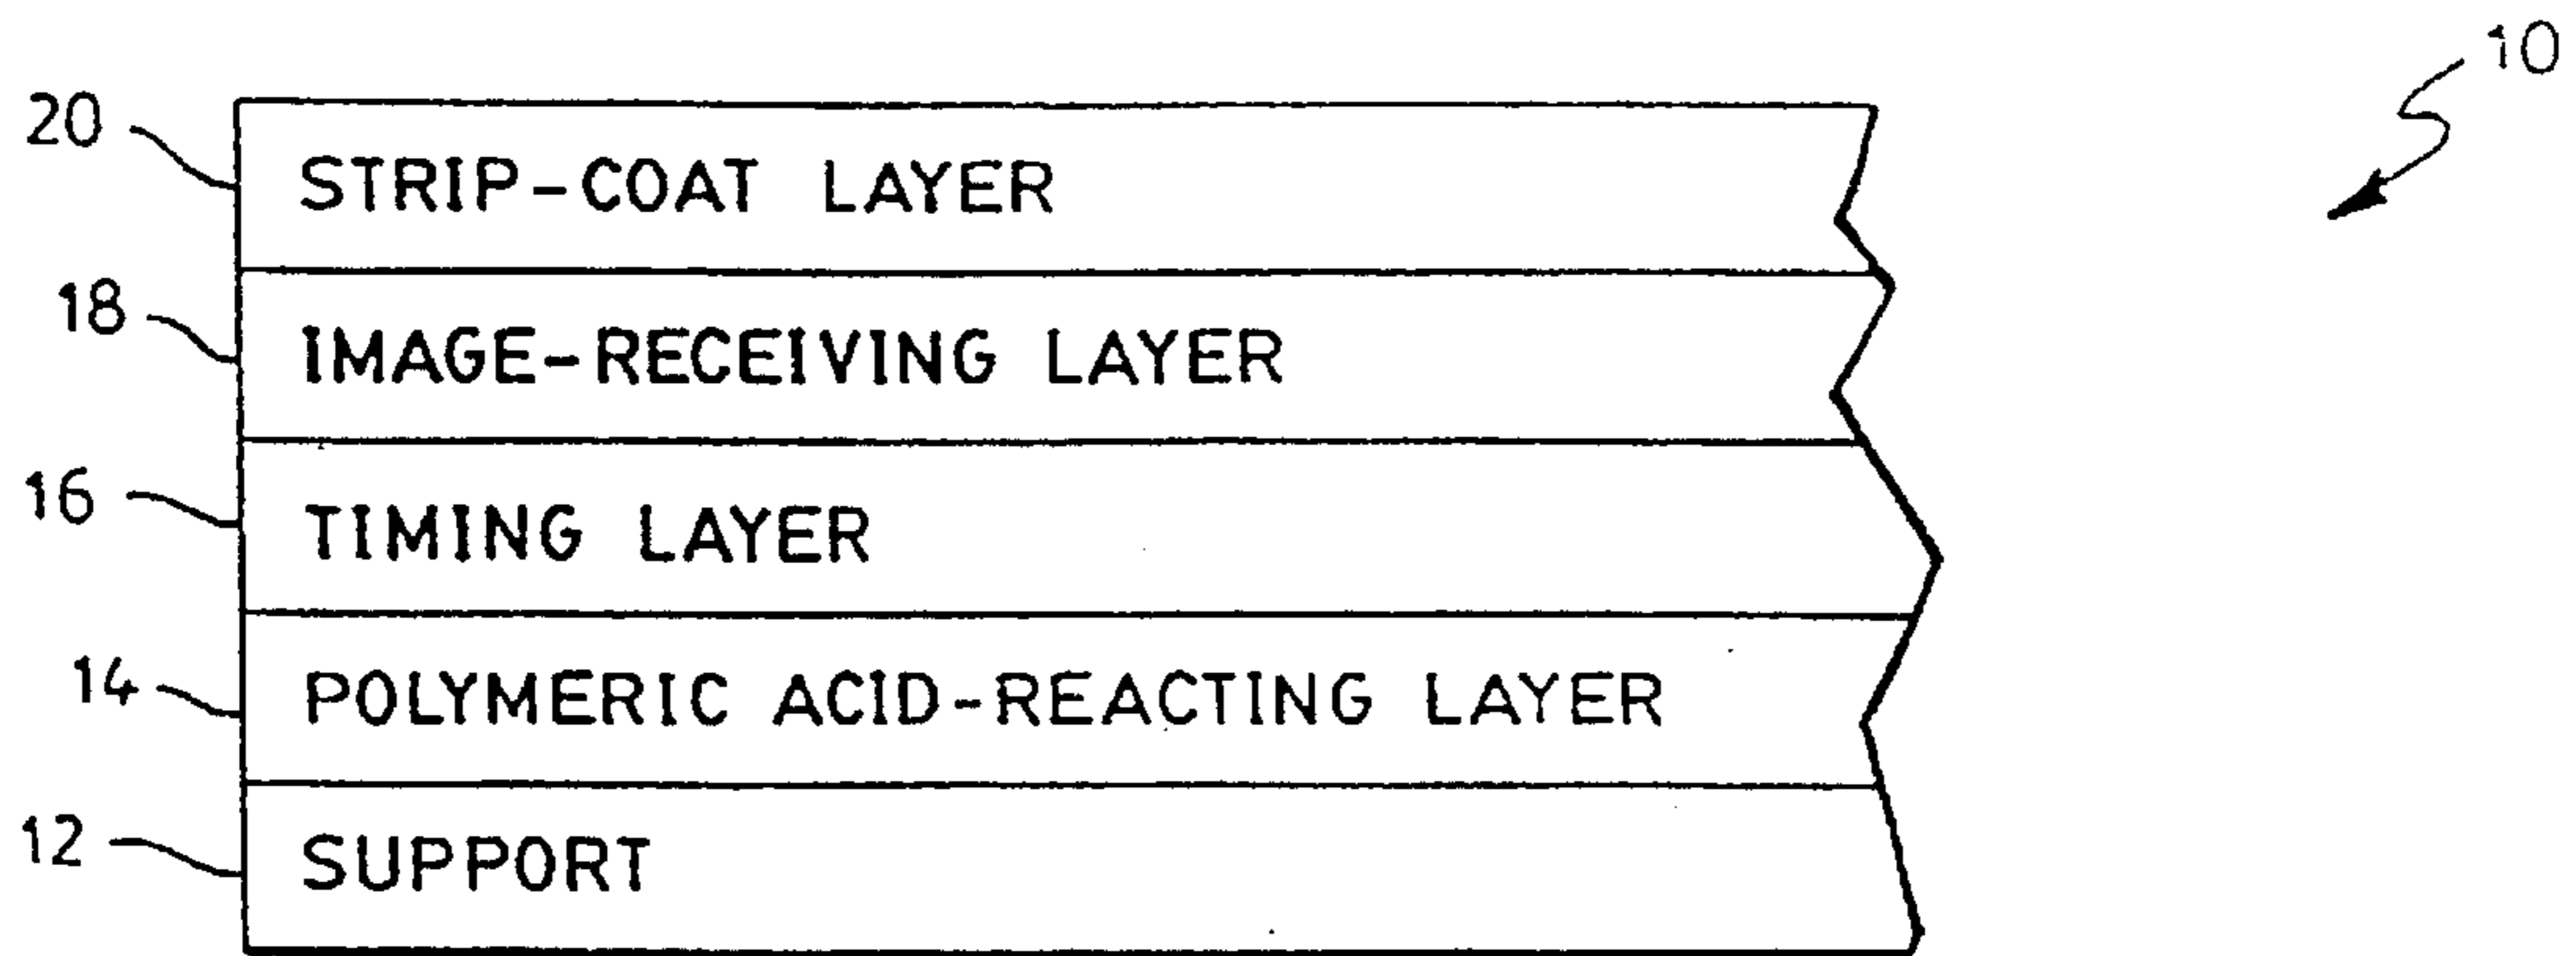 10
20 STRIP-COAT LAYER
18 IMAGE-RECEIVING LAYER
16 TIMING LAYER
14 POLYMERIC ACID-REACTING LAYER
12 SUPPORT